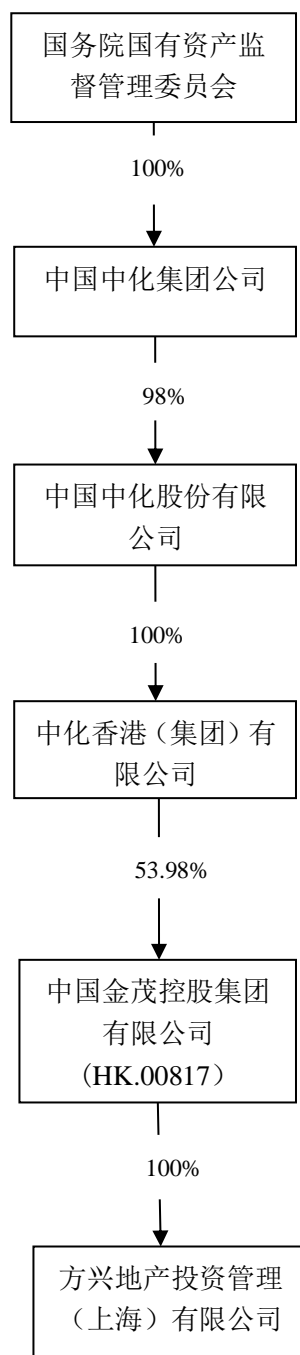 国务院国有资产监
督管理委员会
100%
中国中化集团公司
98%
中国中化股份有限
公司
100%
中化香港（集团）有
限公司
53.98%
中国金茂控股集团
有限公司
(HK.00817）
100%
方兴地产投资管理
（上海）有限公司